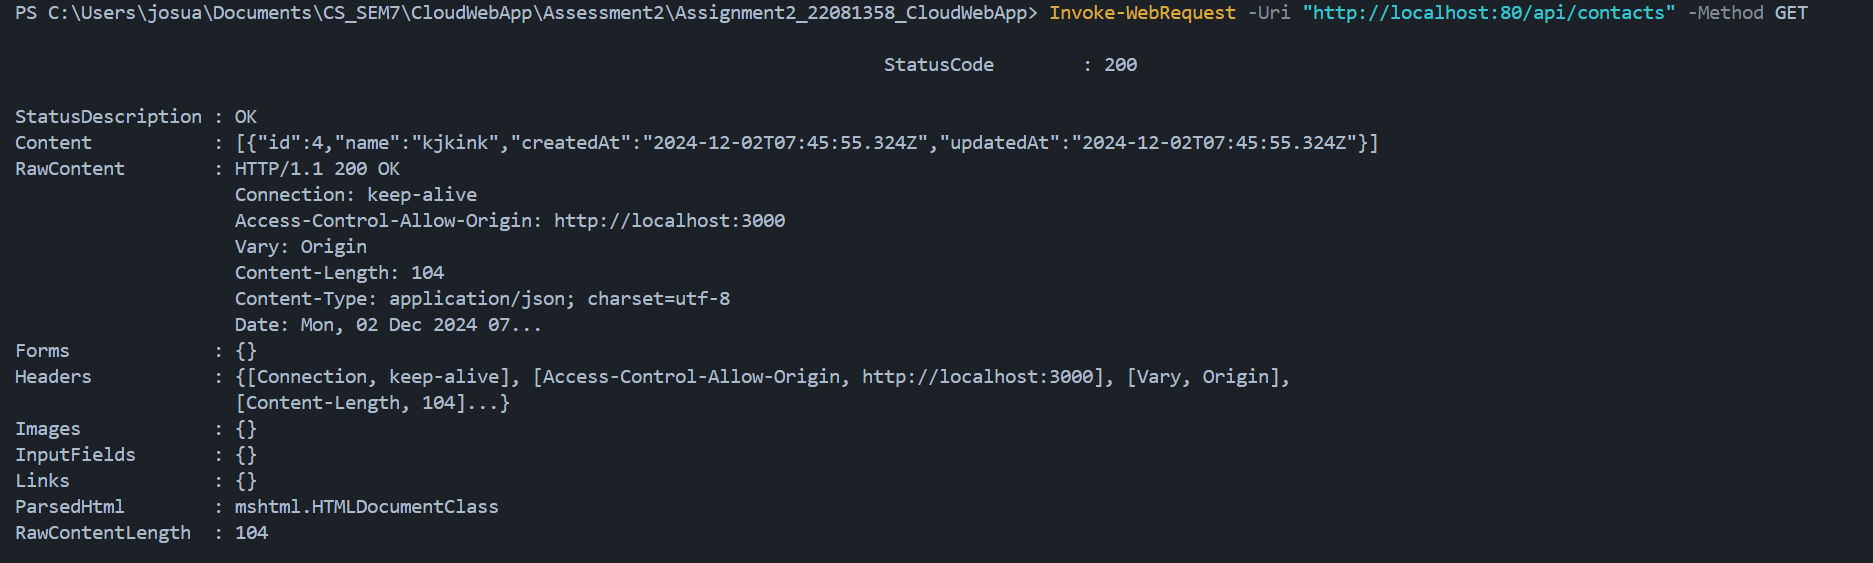 PS C:\Users\josua\Documents\CS_SEM7\CloudWebApp\Assessment2\Assignment2_22081358_CloudWebApp> Invoke-WebRequest -Uri "http://localhost:80/api/contacts" -Method GET
StatusCode : 200
StatusDescription : OK
Content : [{"id":4,"name":"kjkink","createdAt":"2024-12-02T07:45:55.324Z","updatedAt":"2024-12-02T07:45:55.324Z"}]
RawContent : HTTP/1.1 200 OK
Connection: keep-alive
Access-Control-Allow-Origin: http://localhost:3000
Vary: Origin
Content-Length: 104
Content-Type: application/json; charset=utf-8
Date: Mon, 02 Dec 2024 07...
Forms : {}
Headers : {[Connection, keep-alive], [Access-Control-Allow-Origin, http://localhost:3000], [Vary, Origin],
[Content-Length, 104]...}
Images : {}
InputFields : {}
Links : {}
ParsedHtml : mshtml.HTMLDocumentClass
RawContentLength : 104